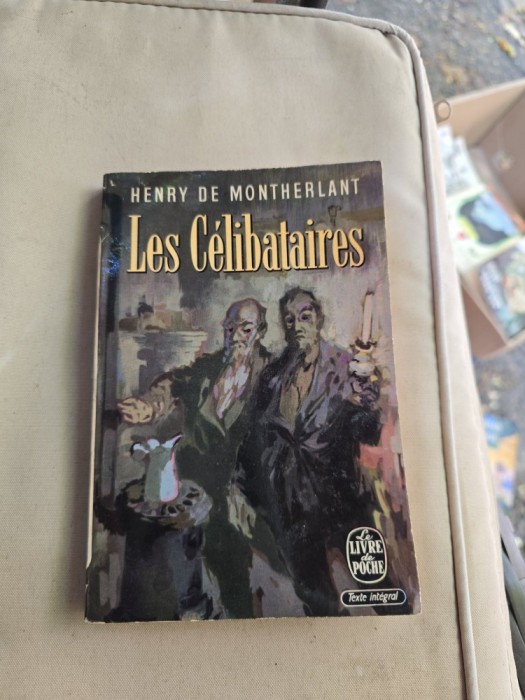 HENRY DE MONTHERLANT
Les Célibataires
Le
LIVRE
de
POCHE
Texte intégral